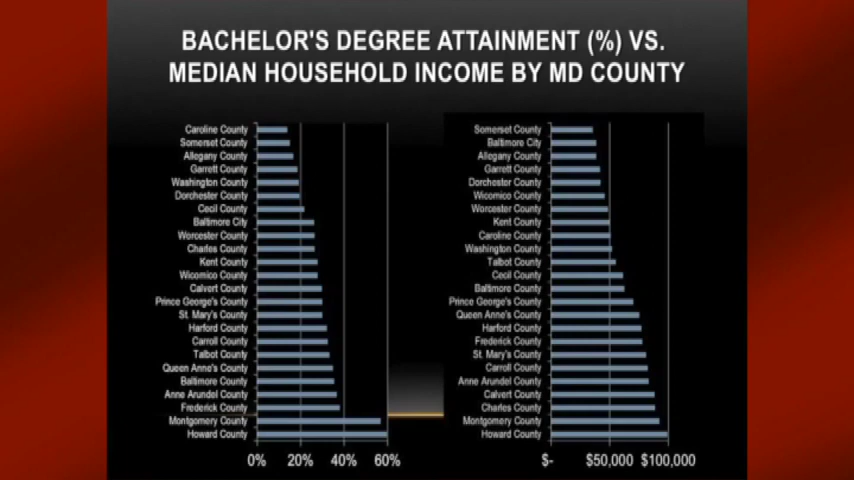 BACHELOR'S DEGREE ATTAINMENT (%) VS.
MEDIAN HOUSEHOLD INCOME BY MD COUNTY
Caroline County
Somerset County
Allegany County
Garrett County
Washington County
Dorchester County
Cecil County
Baltimore City
Worcester County
Charles County
Kent County
Wicomico County
Calvert County
Prince George's County
St. Mary's County
Harford County
Carroll County
Talbot County
Queen Anne's County
Baltimore County
Anne Arundel County
Frederick County
Montgomery County
Howard County
0% 20% 40% 60%
Somerset County
Baltimore City
Allegany County
Garrett County
Dorchester County
Wicomico County
Worcester County
Kent County
Caroline County
Washington County
Talbot County
Cecil County
Baltimore County
Prince George's County
Queen Anne's County
Harford County
Frederick County
St. Mary's County
Carroll County
Anne Arundel County
Calvert County
Charles County
Montgomery County
Howard County
$- $50,000 $100,000